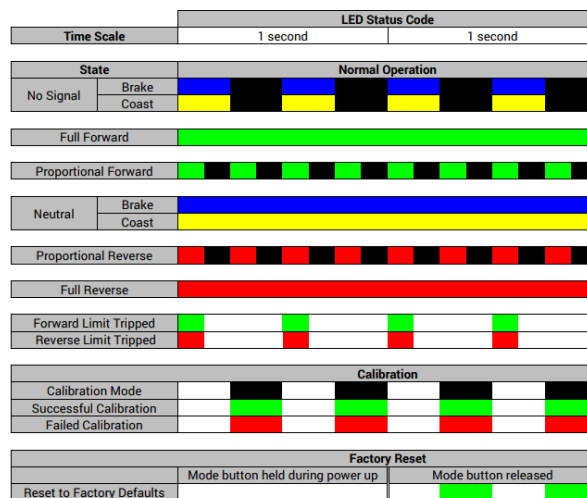 LED Status Code
Time Scale 1 second 1 second
State Normal Operation
No Signal Brake
Coast
Full Forward
Proportional Forward
Neutral Brake
Coast
Proportional Reverse
Full Reverse
Forward Limit Tripped
Reverse Limit Tripped
Calibration
Calibration Mode
Successful Calibration
Failed Calibration
Factory Reset
Mode button held during power up Mode button released
Reset to Factory Defaults